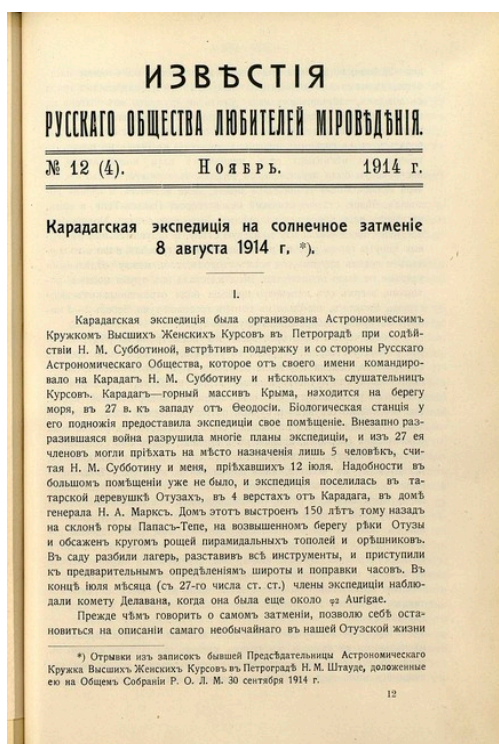 ИЗВѢСТІЯ
РУССКАГО ОБЩЕСТВА ЛЮБИТЕЛЕЙ МІРОВѢДѢНІЯ.
№ 12 (4). Ноябрь. 1914 г.
Карадагская экспедиція на солнечное затменіе
8 августа 1914 г. *).
I.
Карадагская экспедиція была организована Астрономическимъ
Кружкомъ Высшихъ Женскихъ Курсовъ въ Петроградѣ при содѣй-
ствіи Н. М. Субботиной, встрѣтивъ поддержку и со стороны Русскаго
Астрономическаго Общества, которое отъ своего имени командиро-
вало на Карадагъ Н. М. Субботину и нѣсколькихъ слушательницъ
Курсовъ. Карадагъ—горный массивъ Крыма, находится на берегу
моря, въ 27 в. къ западу отъ Ѳеодосіи. Біологическая станція у
его подножія предоставила экспедиціи свое помѣщеніе. Внезапно раз-
разившаяся война разрушила многіе планы экспедиціи, и изъ 27 ея
членовъ могли пріѣхать на мѣсто назначенія лишь 5 человѣкъ, счи-
тая Н. М. Субботину и меня, пріѣхавшихъ 12 іюля. Надобности въ
большомъ помѣщеніи уже не было, и экспедиція поселилась въ та-
тарской деревушкѣ Отузахъ, въ 4 верстахъ отъ Карадага, въ домѣ
генерала Н. А. Марксъ. Домъ этотъ выстроенъ 150 лѣтъ тому назадъ
на склонѣ горы Папасъ-Тепе, на возвышенномъ берегу рѣки Отузы
и обсаженъ кругомъ рощей пирамидальныхъ тополей и орѣшниковъ.
Въ саду разбили лагерь, разставивъ всѣ инструменты, и приступили
къ предварительнымъ опредѣленіямъ широты и поправки часовъ. Въ
концѣ іюля мѣсяца (съ 27-го числа ст. ст.) члены экспедиціи наблю-
дали комету Делавана, когда она была еще около φ2 Aurigae.
Прежде чѣмъ говорить о самомъ затменіи, позволю себѣ оста-
новиться на описаніи самаго необычайнаго въ нашей Отузской жизни
*) Отрывки изъ записокъ бывшей Предсѣдательницы Астрономическаго
Кружка Высшихъ Женскихъ Курсовъ въ Петроградѣ Н. М. Штауде, доложенные
ею на Общемъ Собраніи Р. О. Л. М. 30 сентября 1914 г.
12